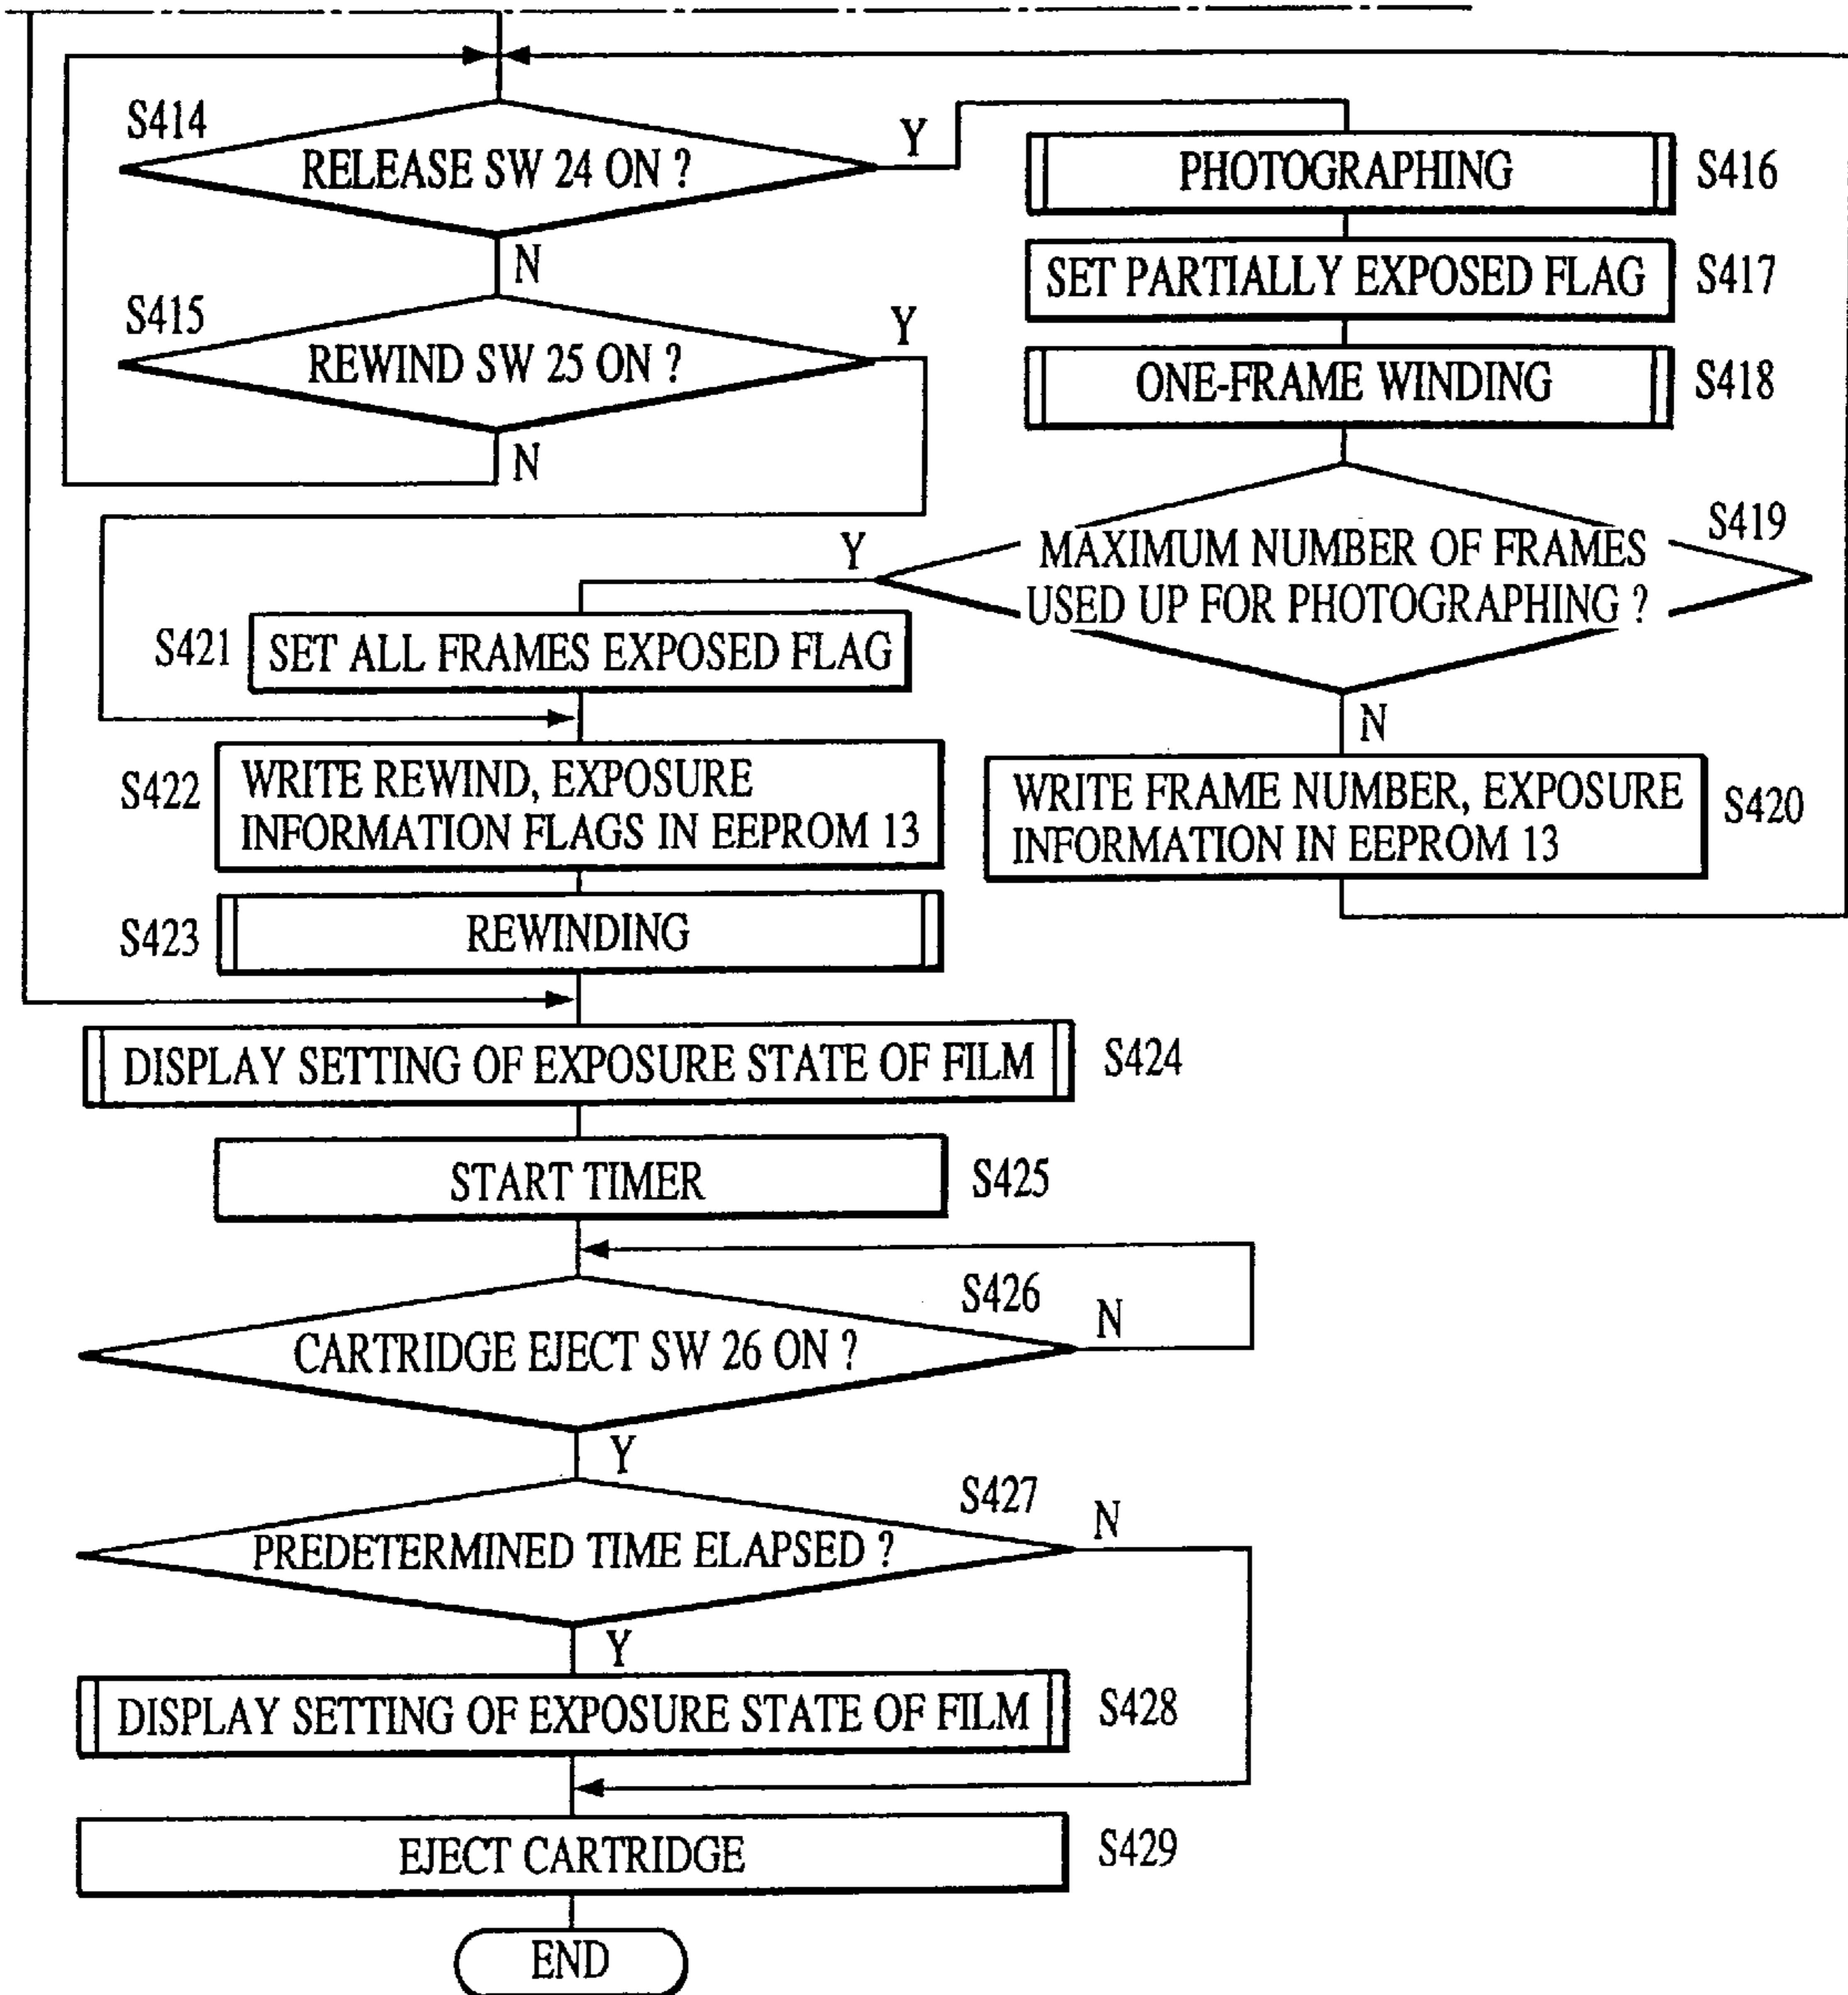 S414
RELEASE SW 24 ON ?
Y
N
S415
REWIND SW 25 ON ?
Y
N
PHOTOGRAPHING
S416
SET PARTIALLY EXPOSED FLAG
S417
ONE-FRAME WINDING
S418
S419
MAXIMUM NUMBER OF FRAMES
USED UP FOR PHOTOGRAPHING ?
Y
N
WRITE FRAME NUMBER, EXPOSURE
INFORMATION IN EEPROM 13
S420
S421
SET ALL FRAMES EXPOSED FLAG
S422
WRITE REWIND, EXPOSURE
INFORMATION FLAGS IN EEPROM 13
S423
REWINDING
DISPLAY SETTING OF EXPOSURE STATE OF FILM
S424
START TIMER
S425
S426
CARTRIDGE EJECT SW 26 ON ?
N
Y
S427
PREDETERMINED TIME ELAPSED ?
N
Y
DISPLAY SETTING OF EXPOSURE STATE OF FILM
S428
EJECT CARTRIDGE
S429
END